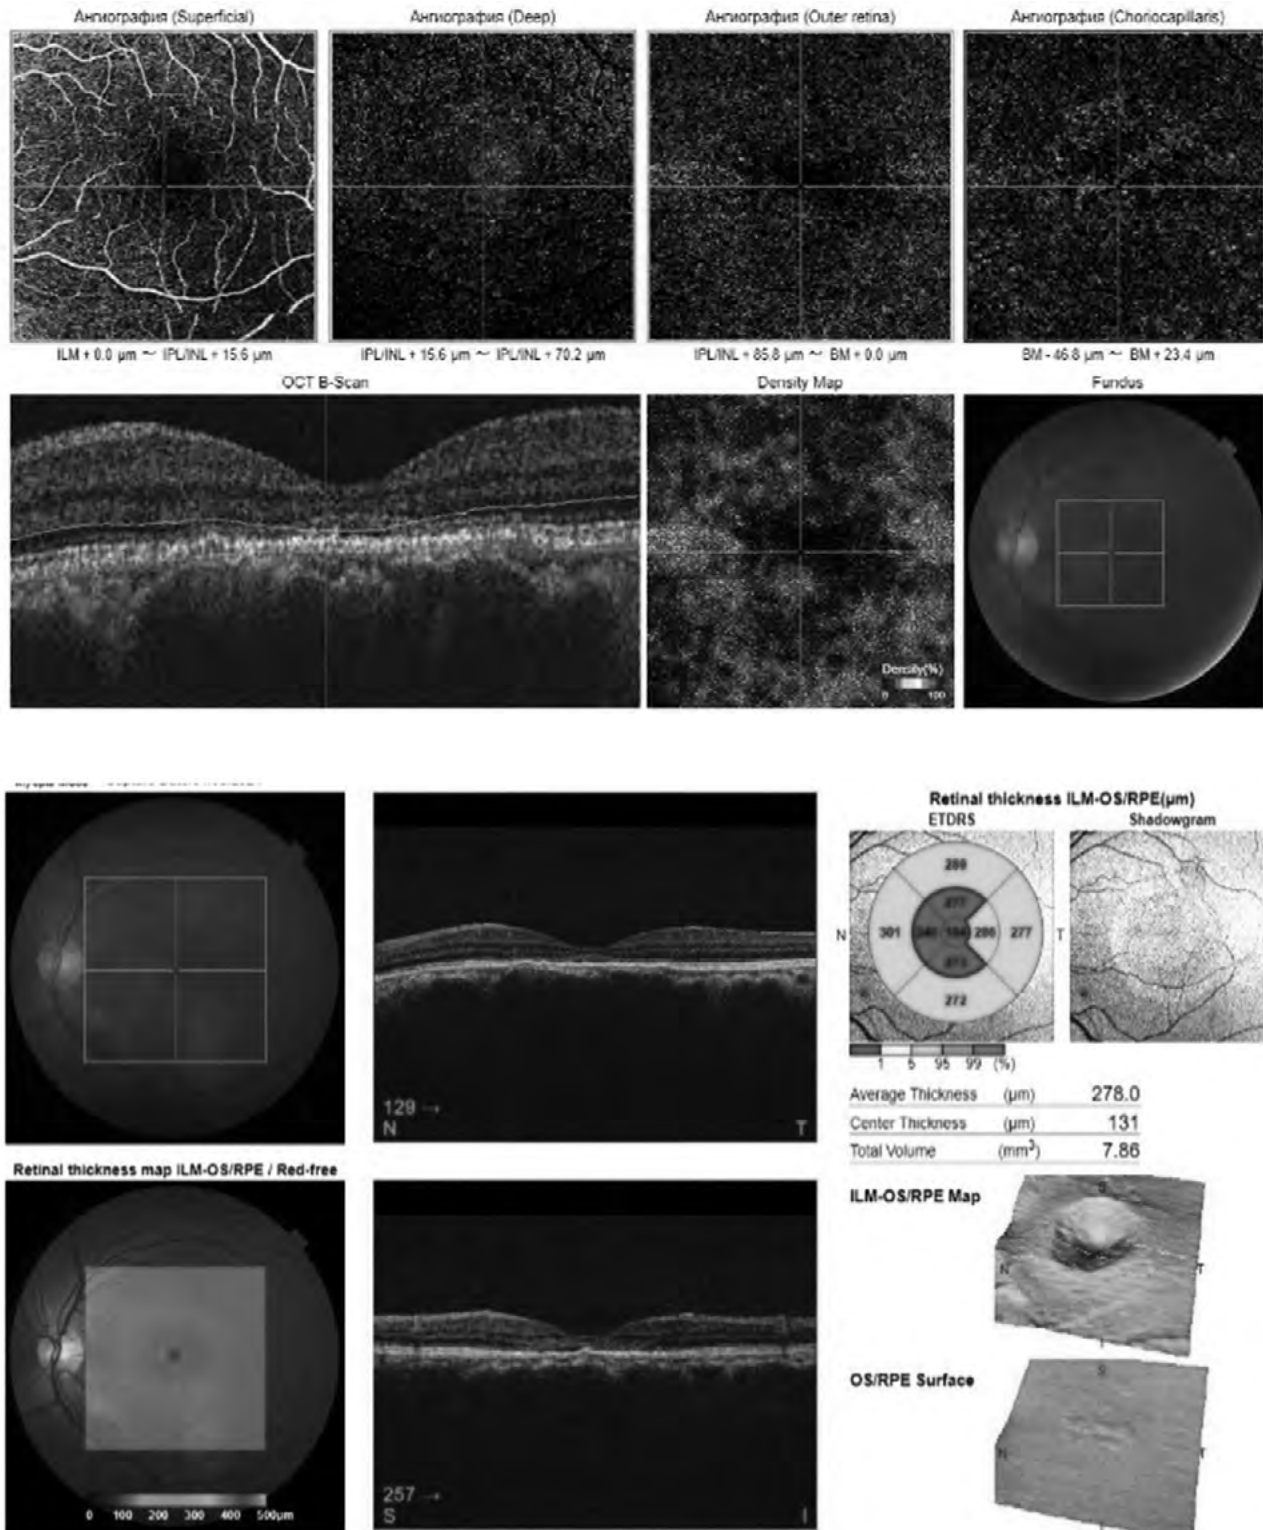 Ангиография (Superficial)
Ангиография (Deep)
Ангиография (Outer retina)
Ангиография (Choriocapillaris)
ILM + 0.0 µm ~ IPL/INL + 15.6 µm
IPL/INL + 15.6 µm ~ IPL/INL + 70.2 µm
IPL/INL + 85.8 µm ~ BM + 0.0 µm
BM - 46.8 µm ~ BM + 23.4 µm
OCT B-Scan
Density Map
Fundus
Density(%)
0 100
Retinal thickness ILM-OS/RPE(µm)
ETDRS
Shadowgram
277
N 301 286 277 T
272
1 5 95 99 (%)
129 →
N T
Average Thickness (µm) 278.0
Center Thickness (µm) 131
Total Volume (mm³) 7.86
Retinal thickness map ILM-OS/RPE / Red-free
0 100 200 300 400 500µm
257 →
S I
ILM-OS/RPE Map
S
N T
I
OS/RPE Surface
S
N T
I